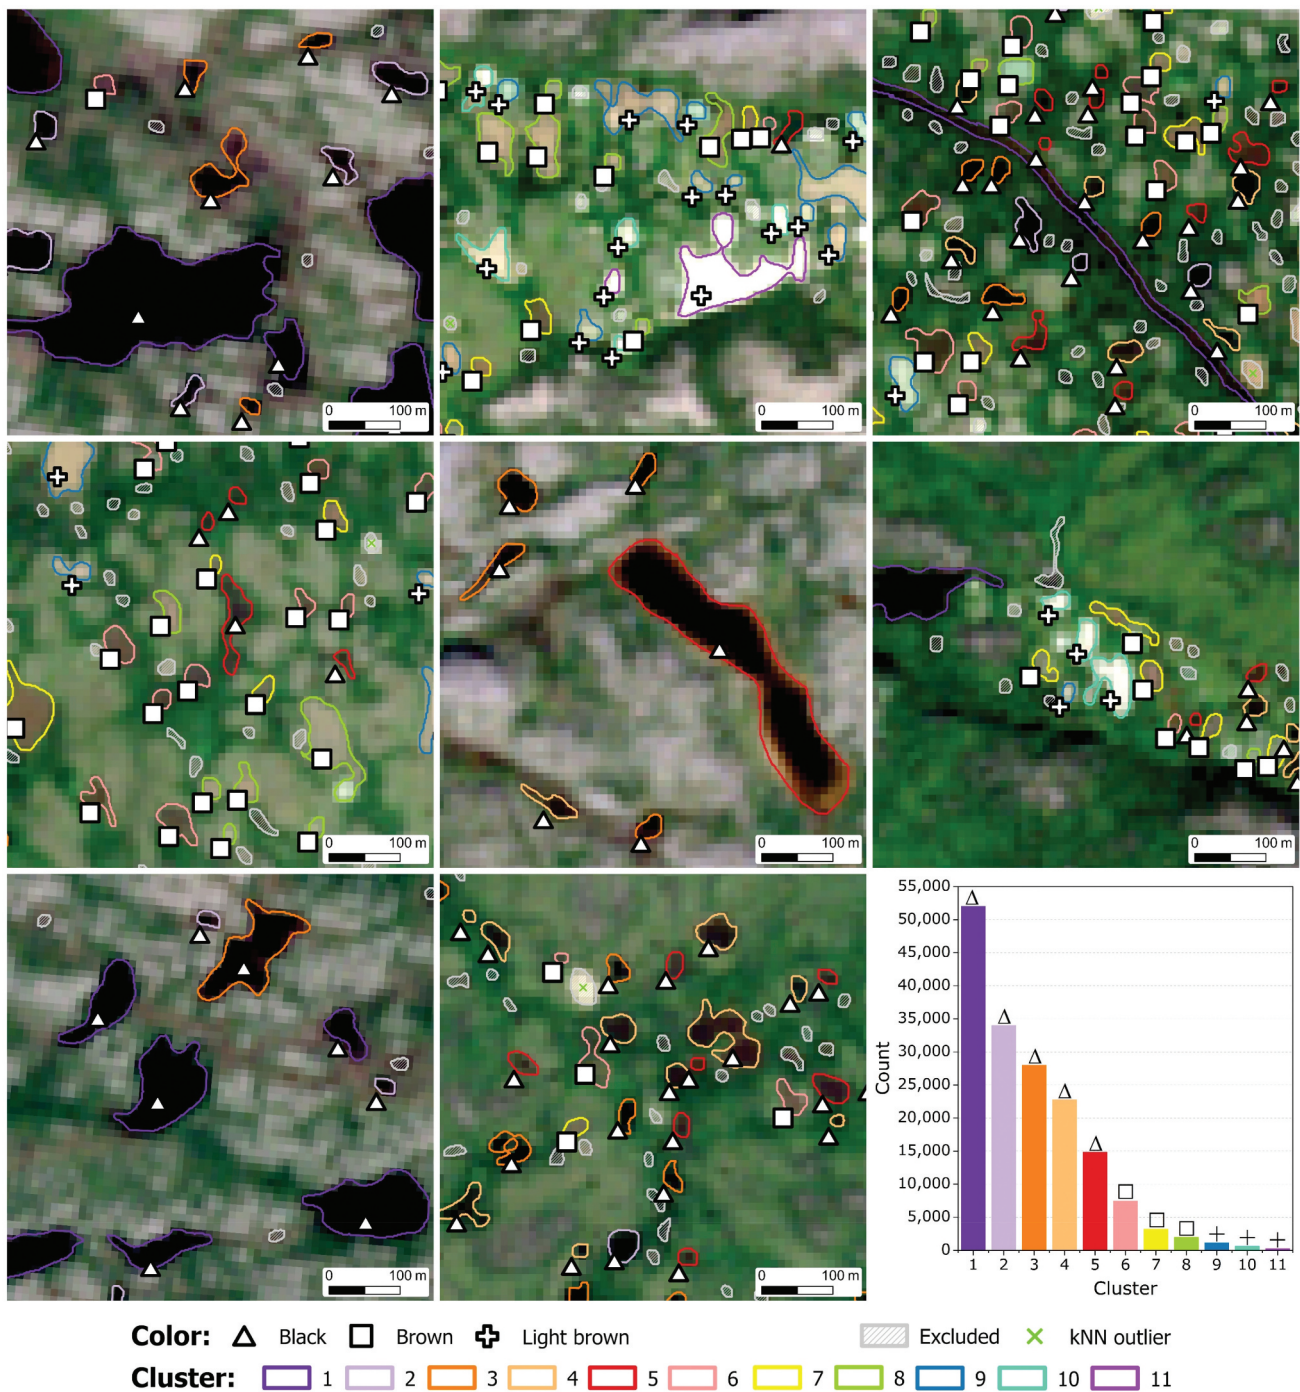 0 100 m
0 100 m
0 100 m
0 100 m
0 100 m
0 100 m
0 100 m
0 100 m
55,000
50,000
45,000
40,000
35,000
30,000
25,000
20,000
15,000
10,000
5,000
0
Count
1 2 3 4 5 6 7 8 9 10 11
Cluster
Color: Black Brown Light brown Excluded kNN outlier
Cluster: 1 2 3 4 5 6 7 8 9 10 11